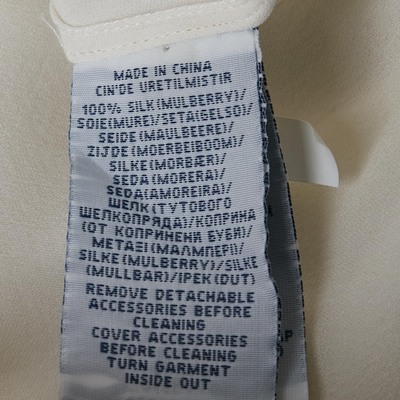 MADE IN CHINA
CIN'DE URETILMISTIR
100% SILK(MULBERRY)/
SOIE(MURE)/SETA(GELSO)/
SEIDE(MAULBEERE)/
ZIJDE(MOERBEIBOOM)/
SILKE(MORBÆR)/
SEDA(MORERA)/
SEDA(AMOREIRA)/
ШЕЛК(ТУТОВОГО
ШЕЛКОПРЯДА)/КОПРИНА
(ОТ КОПРИНЕНИ БУБИ)/
ΜΕΤΑΞΙ(ΜΑΛΜΠΕΡΙ)/
SILKE(MULBERRY)/SILKE
(MULLBAR)/IPEK(DUT)
REMOVE DETACHABLE
ACCESSORIES BEFORE
CLEANING
COVER ACCESSORIES
BEFORE CLEANING
TURN GARMENT
INSIDE OUT